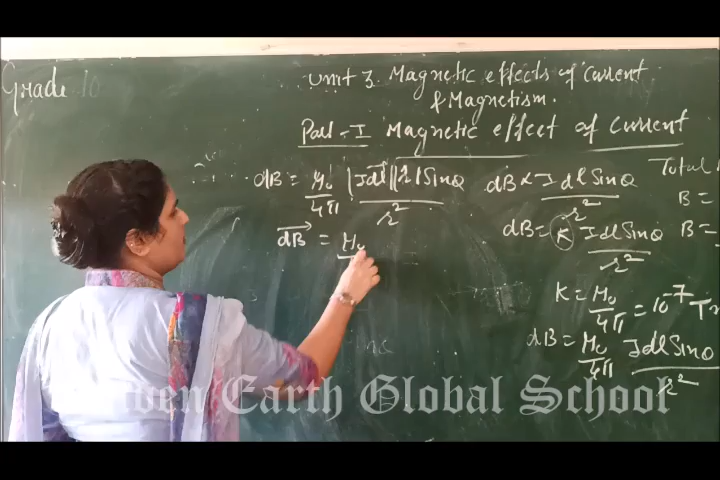 Grade 10
Unit 3. Magnetic effects of Current
& Magnetism.
Part-I Magnetic effect of Current
dB = μ₀/4π |Idl||r̂|Sinθ/r²
dB⃗ = μ₀
dB ∝ I dl Sinθ/r²
dB = K I dl Sinθ/r²
K = μ₀/4π = 10⁻⁷ T
dB = μ₀/4π Idl Sinθ/r²
Total
B =
B =
Earth Global School